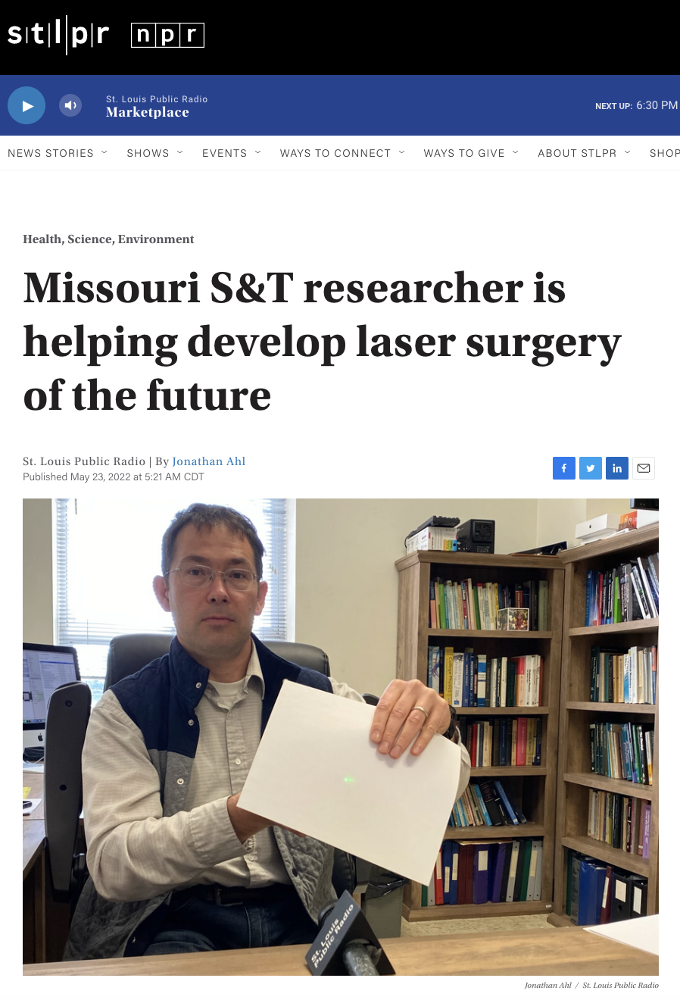 stlpr npr
St. Louis Public Radio
Marketplace
NEXT UP: 6:30 PM
NEWS STORIES SHOWS EVENTS WAYS TO CONNECT WAYS TO GIVE ABOUT STLPR SHOP
Health, Science, Environment
Missouri S&T researcher is
helping develop laser surgery
of the future
St. Louis Public Radio | By Jonathan Ahl
Published May 23, 2022 at 5:21 AM CDT
f in
College Physics
St. Louis
Public Radio
Jonathan Ahl / St. Louis Public Radio